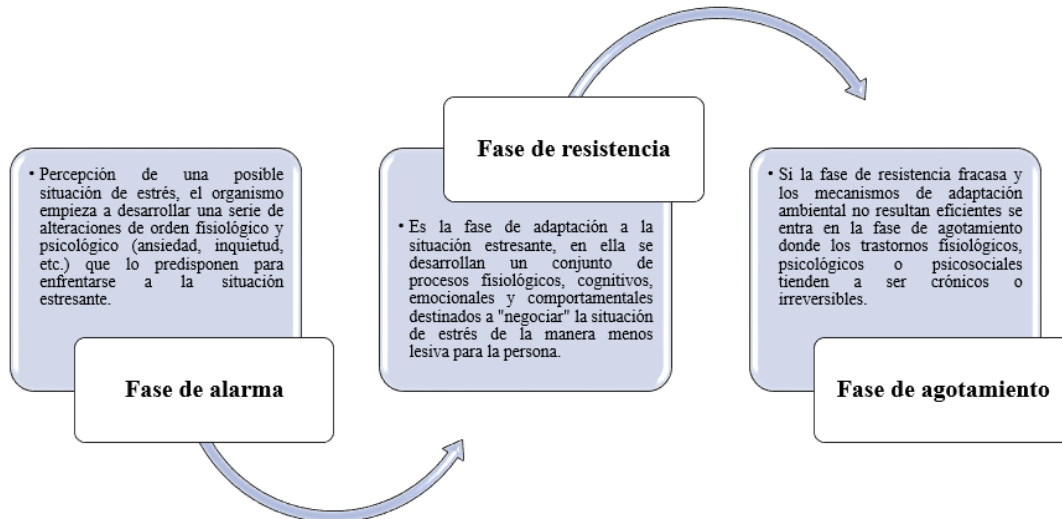 • Percepción de una posible
situación de estrés, el organismo
empieza a desarrollar una serie de
alteraciones de orden fisiológico y
psicológico (ansiedad, inquietud,
etc.) que lo predisponen para
enfrentarse a la situación
estresante.
Fase de alarma
Fase de resistencia
• Es la fase de adaptación a la
situación estresante, en ella se
desarrollan un conjunto de
procesos fisiológicos, cognitivos,
emocionales y comportamentales
destinados a "negociar" la situación
de estrés de la manera menos
lesiva para la persona.
• Si la fase de resistencia fracasa y
los mecanismos de adaptación
ambiental no resultan eficientes se
entra en la fase de agotamiento
donde los trastornos fisiológicos,
psicológicos o psicosociales
tienden a ser crónicos o
irreversibles.
Fase de agotamiento